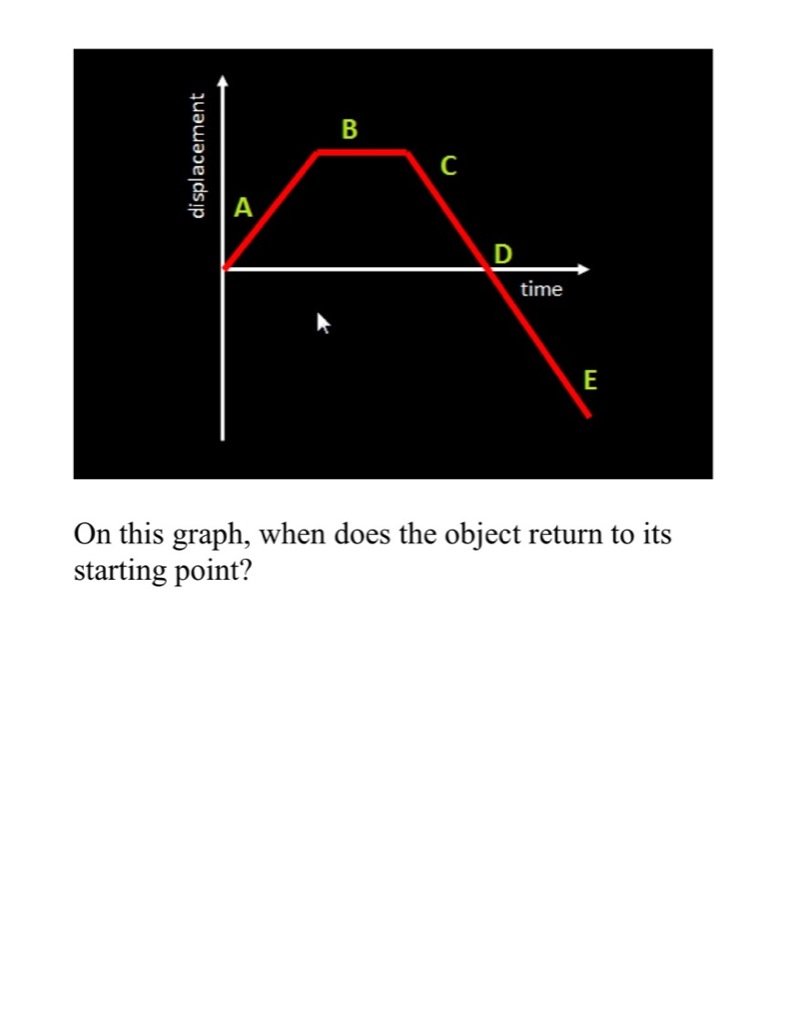 displacement
B
C
A
D
time
E
On this graph, when does the object return to its
starting point?